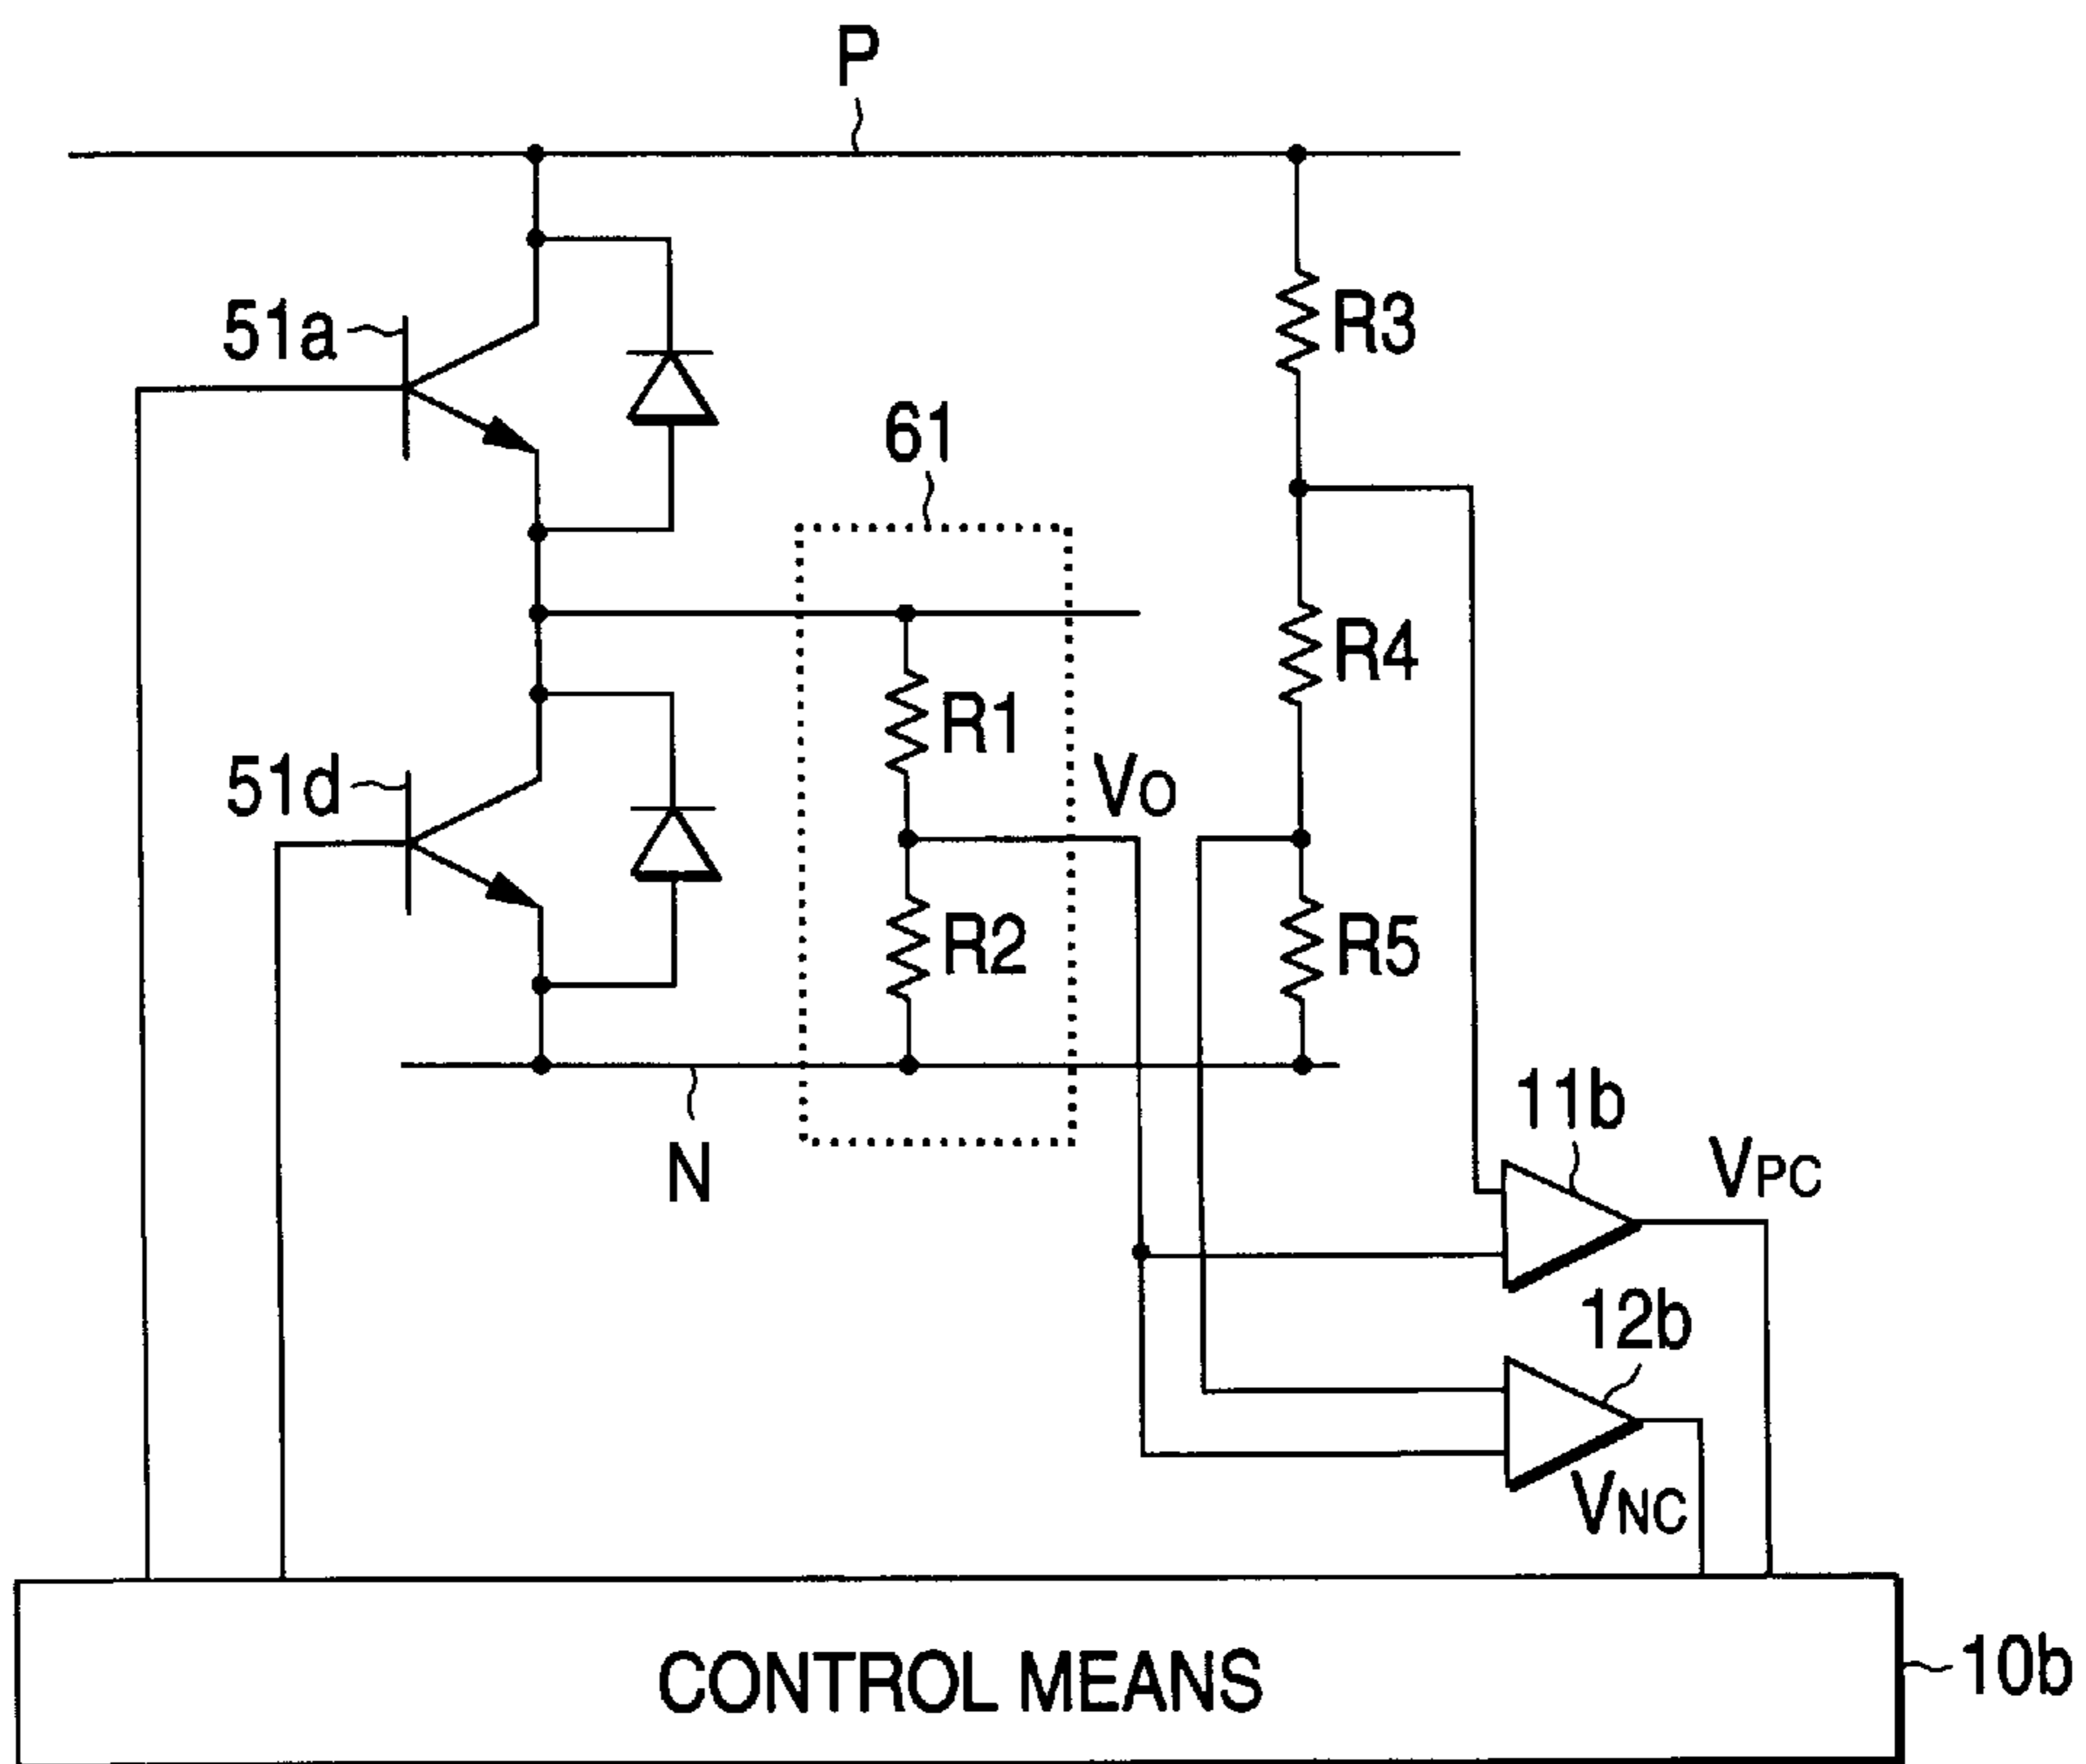 P
51a
R3
61
R4
R1
51d
Vo
R2
R5
N
11b
VPC
12b
VNC
CONTROL MEANS
10b